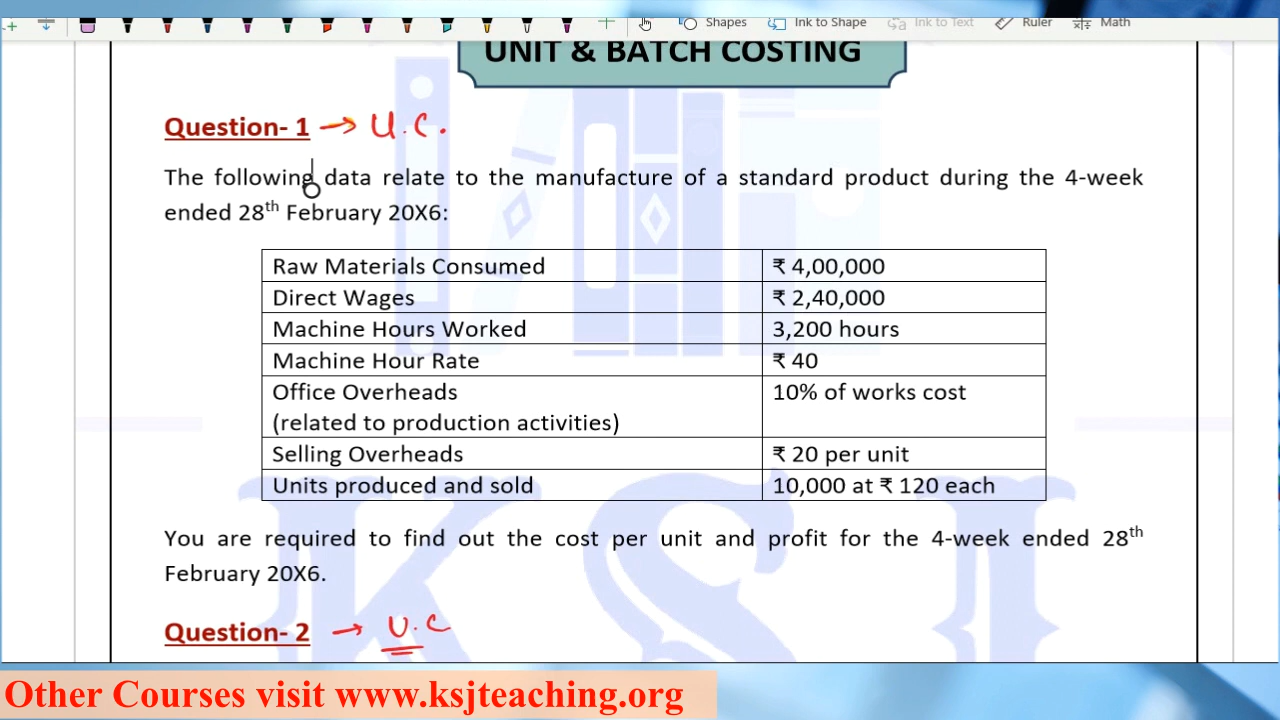 Shapes Ink to Shape Ink to Text Ruler Math
UNIT & BATCH COSTING
Question- 1 → U.C.
The following data relate to the manufacture of a standard product during the 4-week
ended 28th February 20X6:
Raw Materials Consumed ₹ 4,00,000
Direct Wages ₹ 2,40,000
Machine Hours Worked 3,200 hours
Machine Hour Rate ₹ 40
Office Overheads 10% of works cost
(related to production activities)
Selling Overheads ₹ 20 per unit
Units produced and sold 10,000 at ₹ 120 each
You are required to find out the cost per unit and profit for the 4-week ended 28th
February 20X6.
Question- 2 → U.C
KSJ
Other Courses visit www.ksjteaching.org